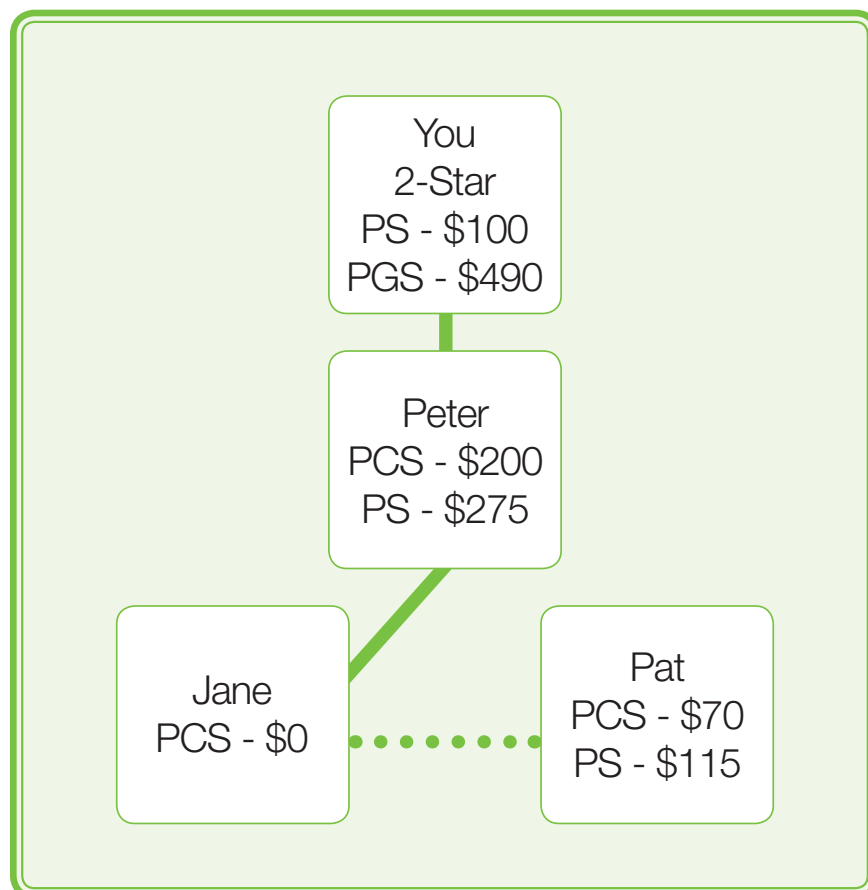 You
2-Star
PS - $100
PGS - $490
Peter
PCS - $200
PS - $275
Jane
PCS - $0
Pat
PCS - $70
PS - $115